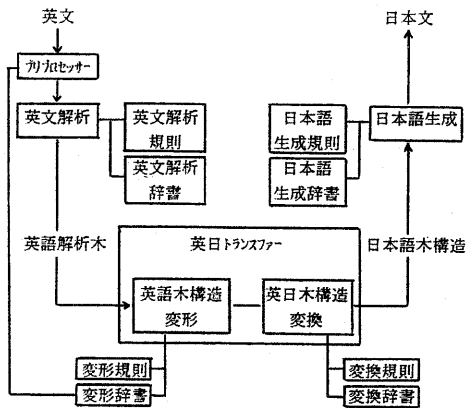 英文
日本文
プリプロセッサー
英文解析
英文解析
規則
英文解析
辞書
日本語
生成規則
日本語
生成辞書
日本語生成
英語解析木
英日トランスファー
日本語木構造
英語木構造
変形
英日木構造
変換
変形規則
変形辞書
変換規則
変換辞書